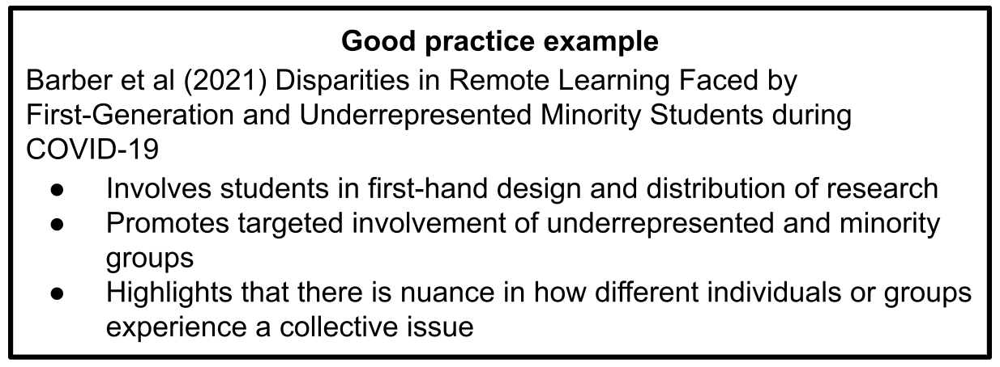 Good practice example
Barber et al (2021) Disparities in Remote Learning Faced by
First-Generation and Underrepresented Minority Students during
COVID-19
● Involves students in first-hand design and distribution of research
● Promotes targeted involvement of underrepresented and minority
groups
● Highlights that there is nuance in how different individuals or groups
experience a collective issue